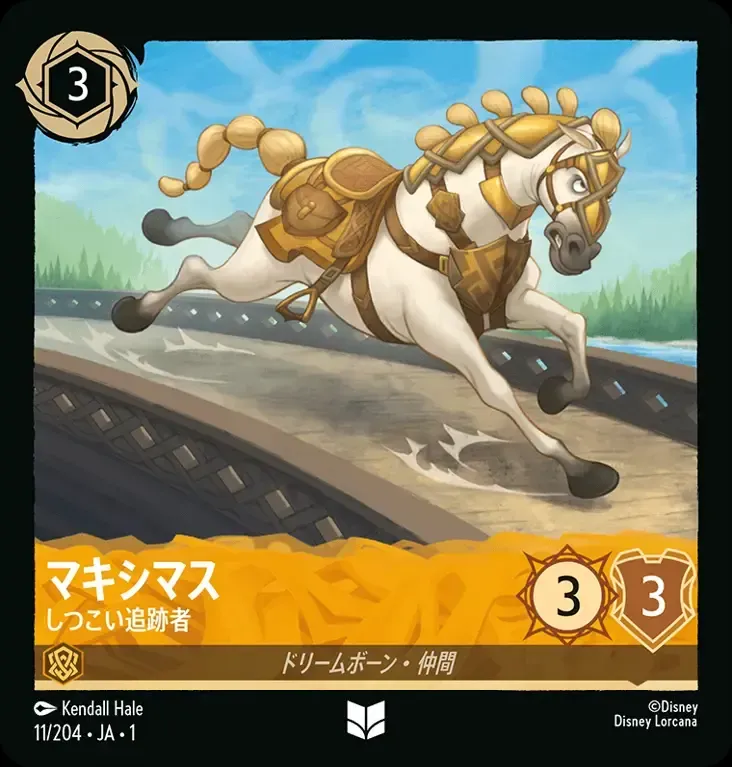 3
マキシマス
しつこい追跡者
3
3
ドリームボーン・仲間
Kendall Hale
11/204・JA・1
©Disney
Disney Lorcana